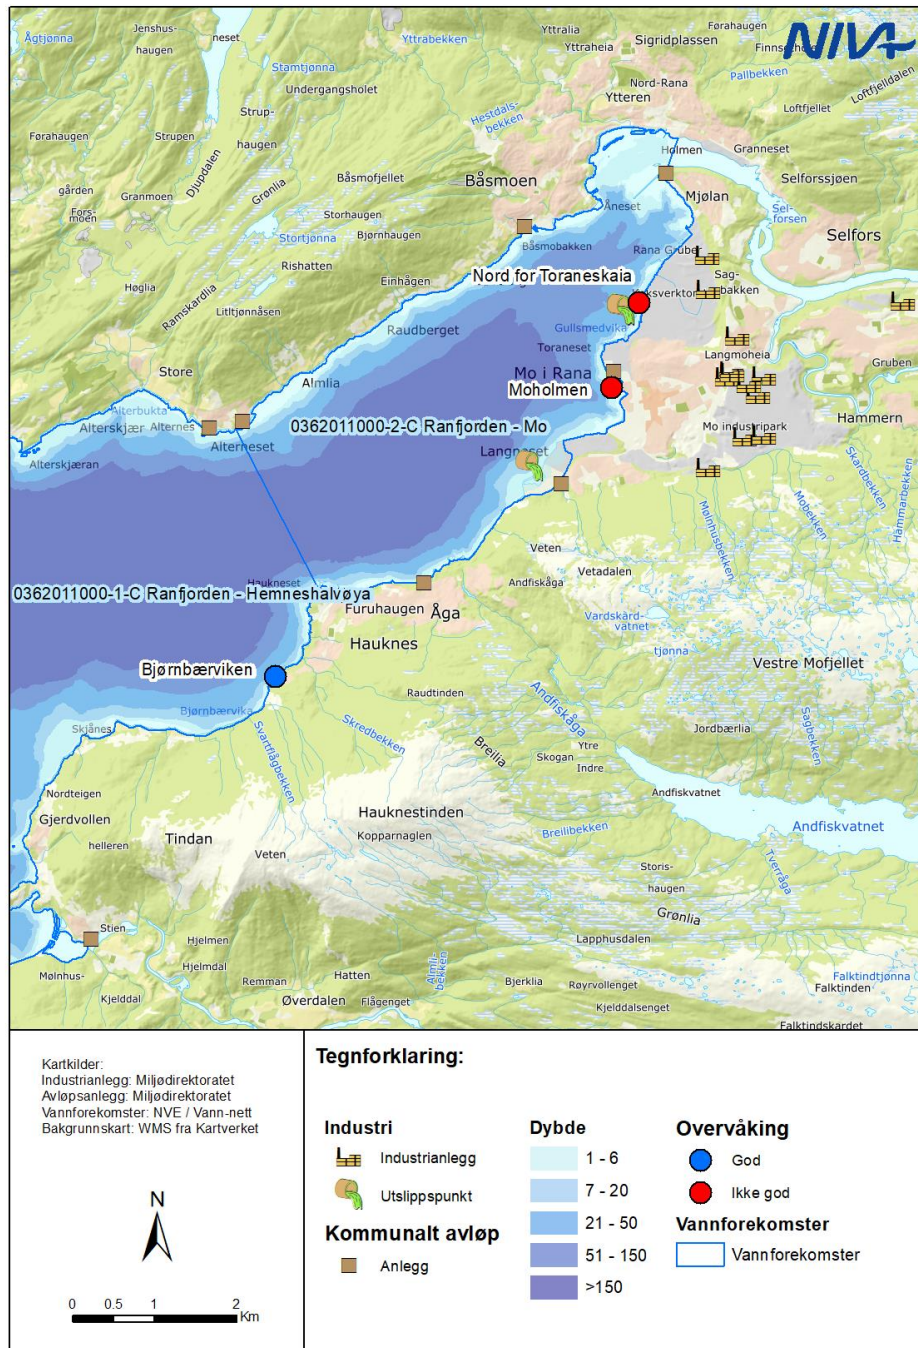 NIVA
Ågtjønna
Jenshus-
haugen
neset
Yttrabekken
Yttralia
Yttraheia
Førahaugen
Sigridplassen
Stamtjønna
Undergangsholet
Nord-Rana
Ytteren
Pallbekken
Loftfjelldalen
Loftfjellet
Strup-
haugen
Hestdals-
bekken
Førahaugen
Strupen
Djupdalen
Holmen
Granneset
gården
Granmoen
Fors-
moen
Grønlia
Båsmofjellet
Båsmoen
Selforssjøen
Mjølan
Storhaugen
Bjørnhaugen
Åneset
Sel-
forsen
Selfors
Stortjønna
Båsmobakken
Rana Gruber
Rishatten
Einhågen
Nord for Toraneskaia
Sag-
bakken
Høglia
Ramskardlia
Litltjønnåsen
Raudberget
Gullsmedvika
Toraneset
Langmoheia
Gruben
Store
Almlia
Mo i Rana
Moholmen
Hammern
Alterbukta
Alterskjær
Alternes
Alterneset
0362011000-2-C Ranfjorden - Mo
Mo industripark
Langneset
Alterskjæran
Skardbekken
Hammarbekken
Mobekken
Mølnhusbekken
Veten
Vetadalen
Haukneset
Andfiskåga
0362011000-1-C Ranfjorden - Hemneshalvøya
Furuhaugen
Åga
Vardskard-
vatnet
tjønna
Hauknes
Vestre Mofjellet
Bjørnbærviken
Raudtinden
Andfiskåga
Bjørnbærvika
Skjånes
Svartflågbekken
Skredbekken
Breilia
Ytre
Skogan
Indre
Jordbærlia
Sagbekken
Nordteigen
Andfiskvatnet
Gjerdvollen
Hauknestinden
Andfiskvatnet
helleren
Tindan
Kopparnaglen
Breilibekken
Veten
Tverråga
Storis-
haugen
Grønlia
Stien
Hjelmen
Lapphusdalen
Hjelmdal
Mølnhus-
Remman
Hatten
Almli-
bekken
Bjerklia
Røyrvollenget
Falktindtjønna
Falktinden
Kjelddal
Øverdalen
Flågenget
Kjelddalsenget
Falktindskardet
Kartkilder:
Industrianlegg: Miljødirektoratet
Avløpsanlegg: Miljødirektoratet
Vannforekomster: NVE / Vann-nett
Bakgrunnskart: WMS fra Kartverket
N
0 0.5 1 2
Km
Tegnforklaring:
Industri
Industrianlegg
Utslippspunkt
Kommunalt avløp
Anlegg
Dybde
1 - 6
7 - 20
21 - 50
51 - 150
>150
Overvåking
God
Ikke god
Vannforekomster
Vannforekomster